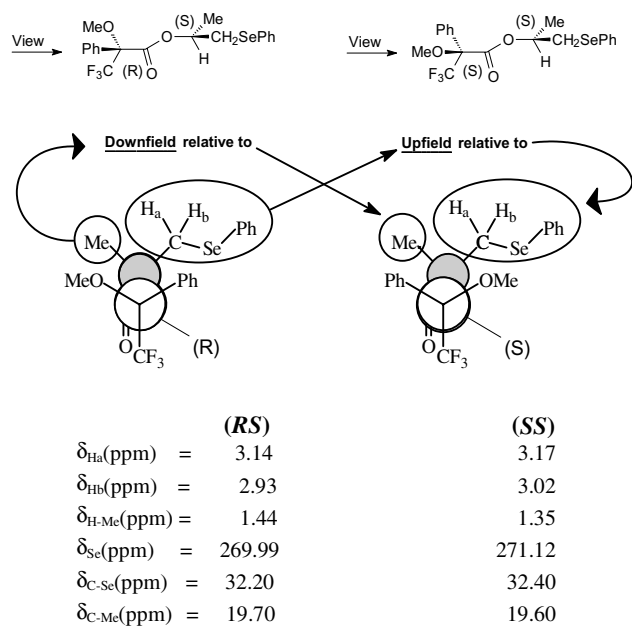 View
MeO
Ph
F3C
(R)
O
O
(S)
Me
H
CH2SePh
View
Ph
MeO
F3C
(S)
O
O
(S)
Me
H
CH2SePh
Downfield relative to
Upfield relative to
Ha
Hb
Me
C
Se
Ph
MeO
Ph
O
CF3
(R)
Ha
Hb
Me
C
Se
Ph
Ph
OMe
O
CF3
(S)
(RS) (SS)
δHa(ppm) = 3.14 3.17
δHb(ppm) = 2.93 3.02
δH-Me(ppm) = 1.44 1.35
δSe(ppm) = 269.99 271.12
δC-Se(ppm) = 32.20 32.40
δC-Me(ppm) = 19.70 19.60